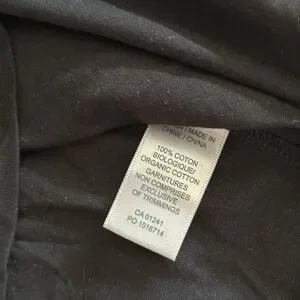 MADE IN
CHINE / CHINA
100% COTON
BIOLOGIQUE/
ORGANIC COTTON
GARNITURES
NON COMPRISES
EXCLUSIVE
OF TRIMMINGS
CA 01241
PO 1016714